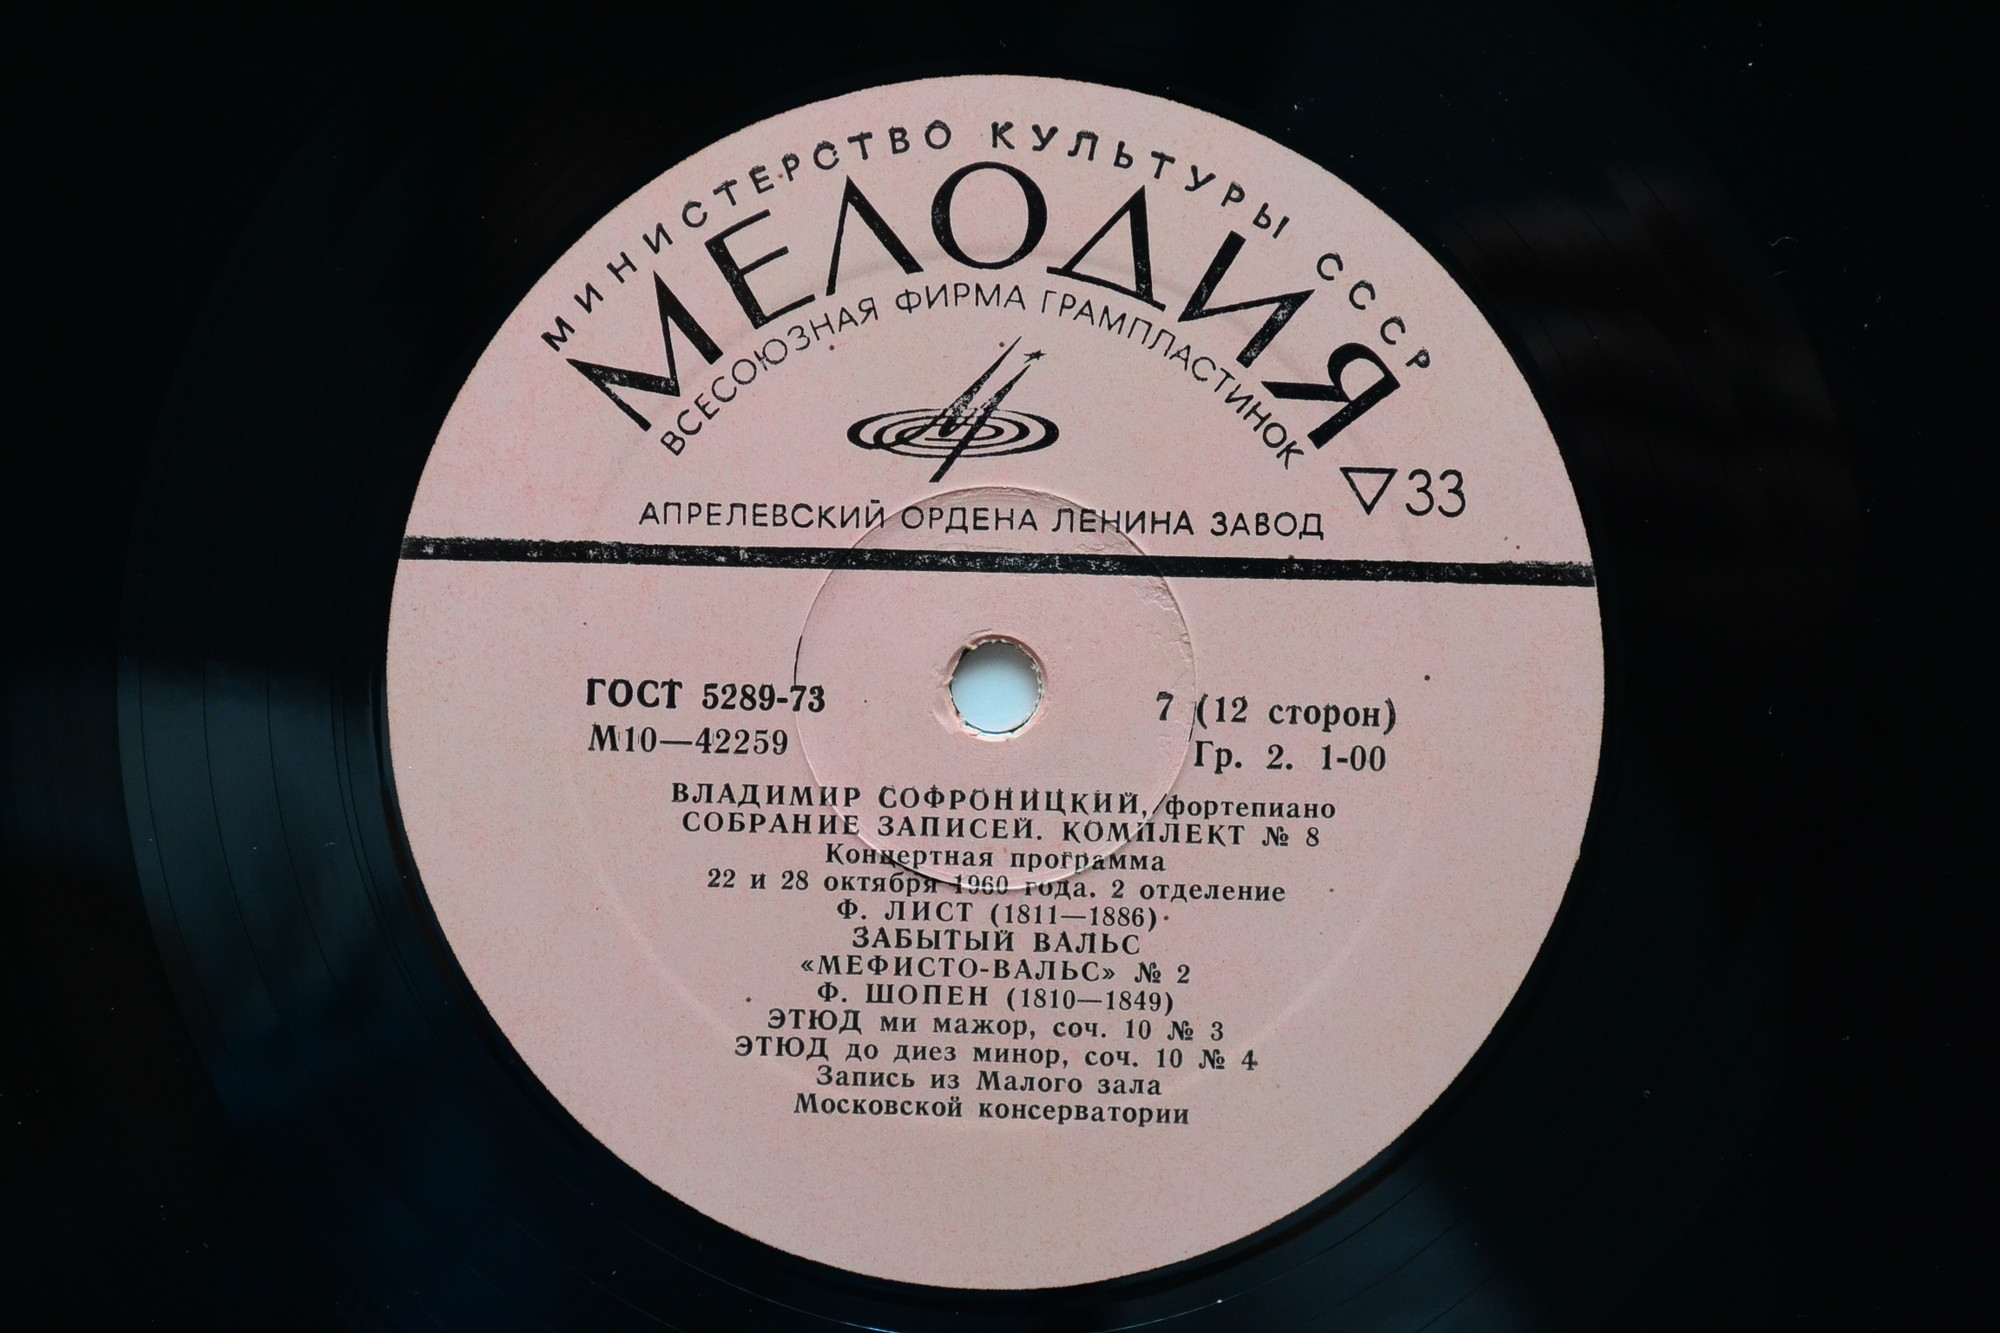 МИНИСТЕРСТВО КУЛЬТУРЫ СССР
МЕЛОДИЯ
ВСЕСОЮЗНАЯ ФИРМА ГРАМПЛАСТИНОК
33
АПРЕЛЕВСКИЙ ОРДЕНА ЛЕНИНА ЗАВОД
ГОСТ 5289-73
М10—42259
7 (12 сторон)
Гр. 2. 1-00
ВЛАДИМИР СОФРОНИЦКИЙ, фортепиано
СОБРАНИЕ ЗАПИСЕЙ. КОМПЛЕКТ № 8
Концертная программа
22 и 28 октября 1960 года. 2 отделение
Ф. ЛИСТ (1811—1886)
ЗАБЫТЫЙ ВАЛЬС
«МЕФИСТО-ВАЛЬС» № 2
Ф. ШОПЕН (1810—1849)
ЭТЮД ми мажор, соч. 10 № 3
ЭТЮД до диез минор, соч. 10 № 4
Запись из Малого зала
Московской консерватории